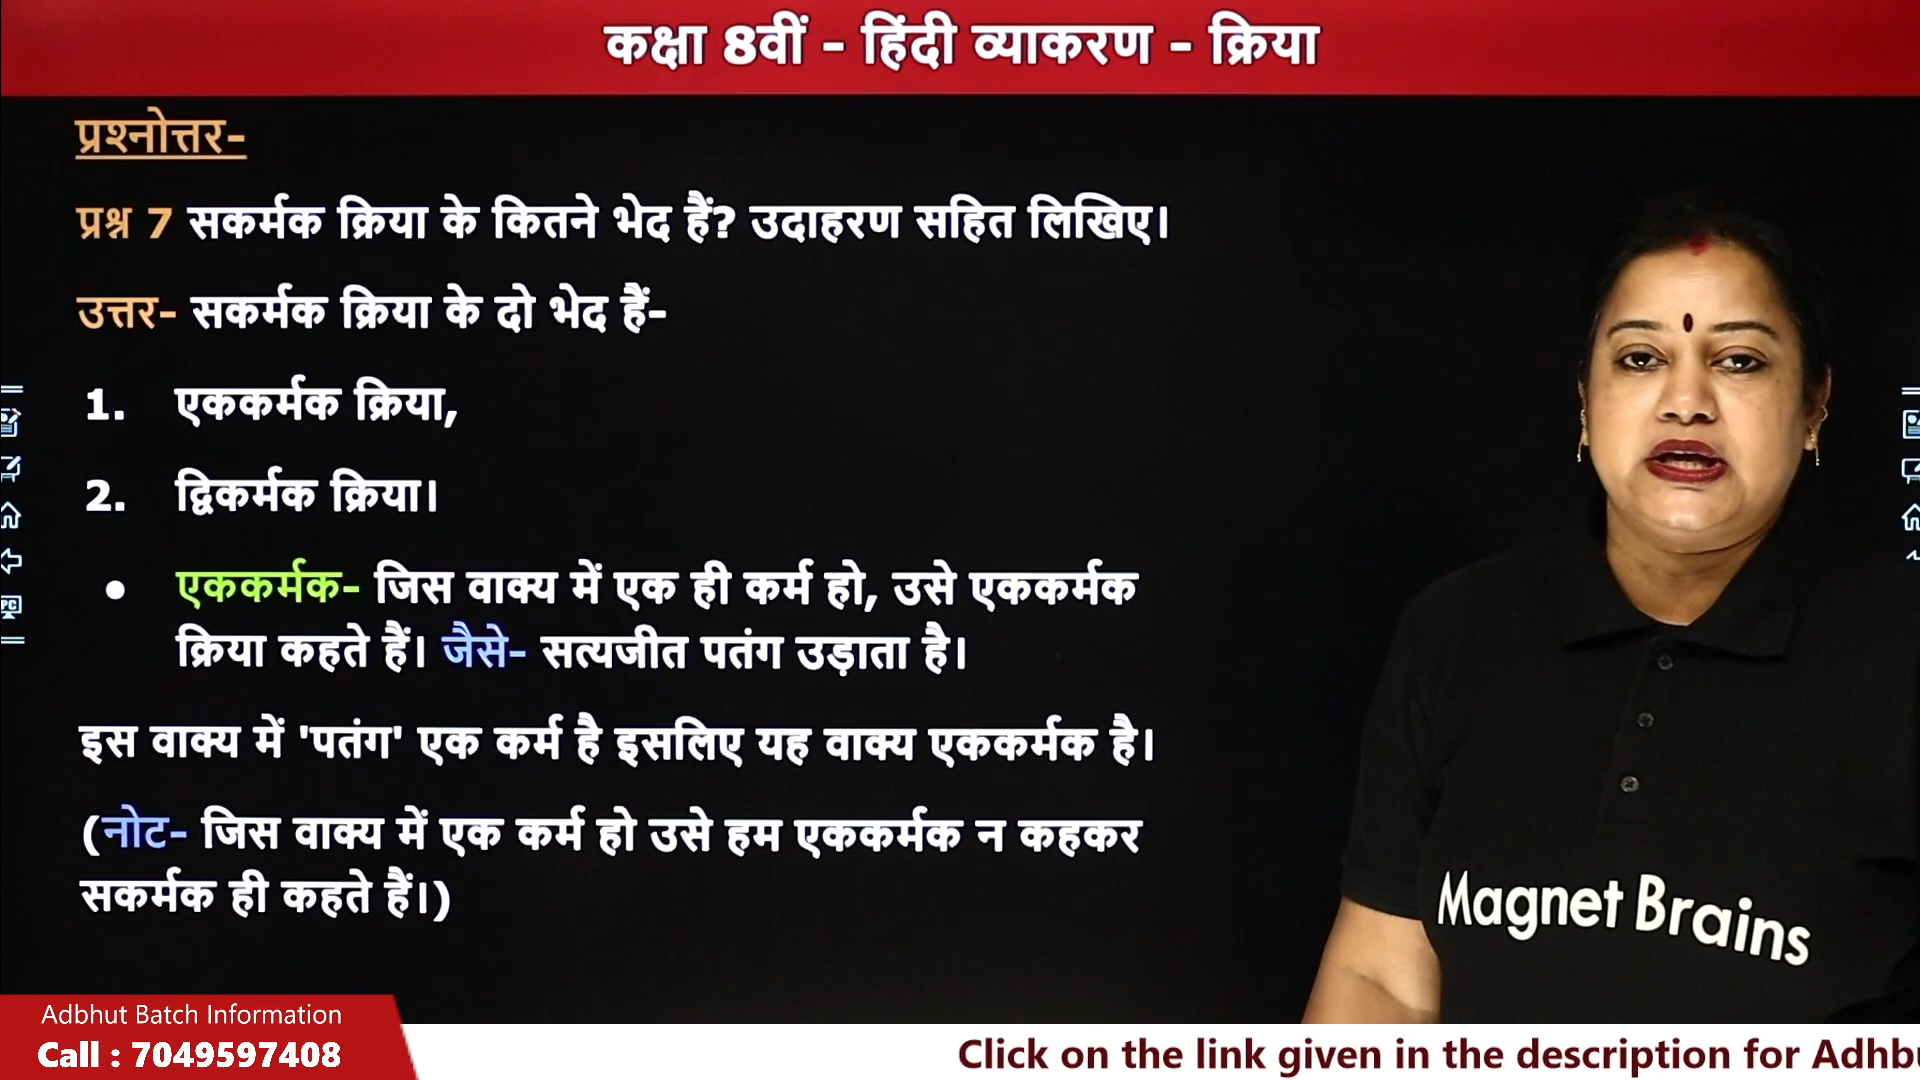 कक्षा 8वीं - हिंदी व्याकरण - क्रिया
प्रश्नोत्तर-
प्रश्न 7 सकर्मक क्रिया के कितने भेद हैं? उदाहरण सहित लिखिए।
उत्तर- सकर्मक क्रिया के दो भेद हैं-
1. एककर्मक क्रिया,
2. द्विकर्मक क्रिया।
• एककर्मक- जिस वाक्य में एक ही कर्म हो, उसे एककर्मक
क्रिया कहते हैं। जैसे- सत्यजीत पतंग उड़ाता है।
इस वाक्य में 'पतंग' एक कर्म है इसलिए यह वाक्य एककर्मक है।
(नोट- जिस वाक्य में एक कर्म हो उसे हम एककर्मक न कहकर
सकर्मक ही कहते हैं।)
Magnet Brains
PC
Adbhut Batch Information
Call : 7049597408
Click on the link given in the description for